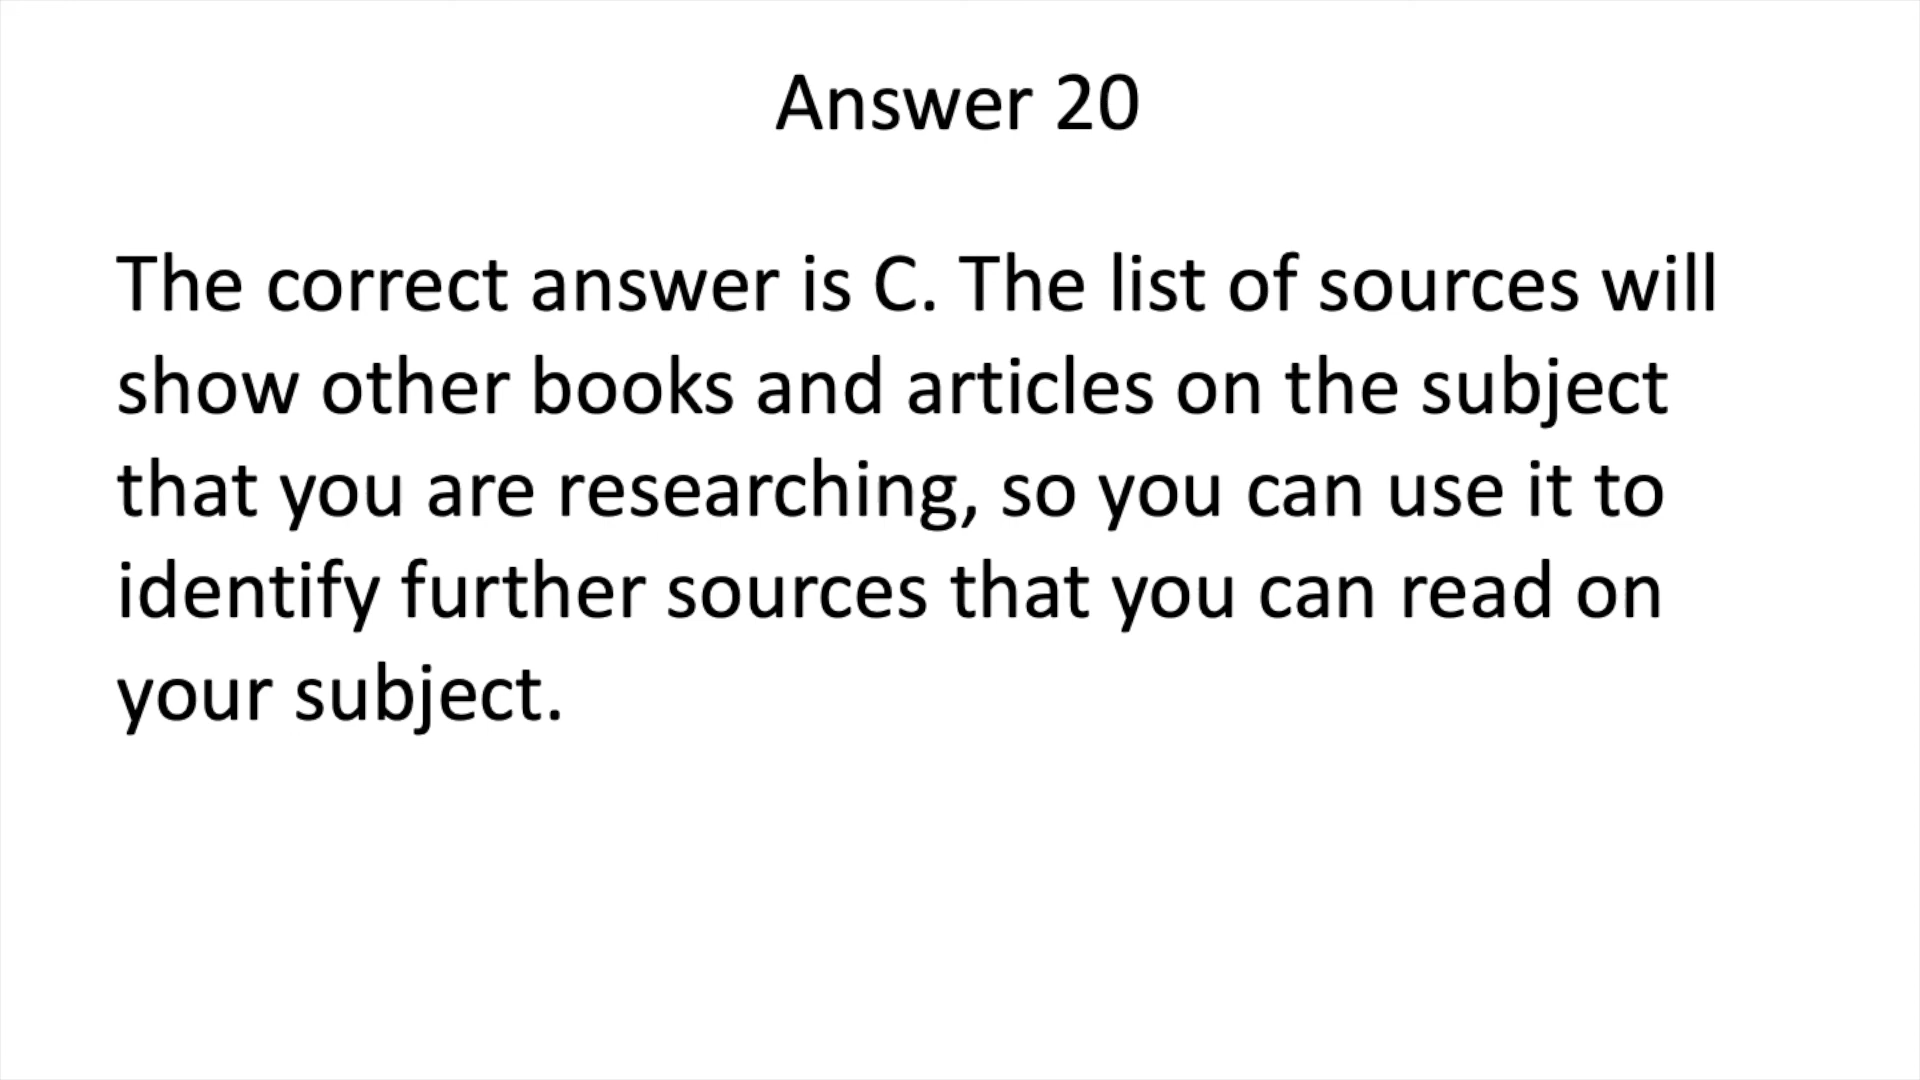 Answer 20
The correct answer is C. The list of sources will
show other books and articles on the subject
that you are researching, so you can use it to
identify further sources that you can read on
your subject.